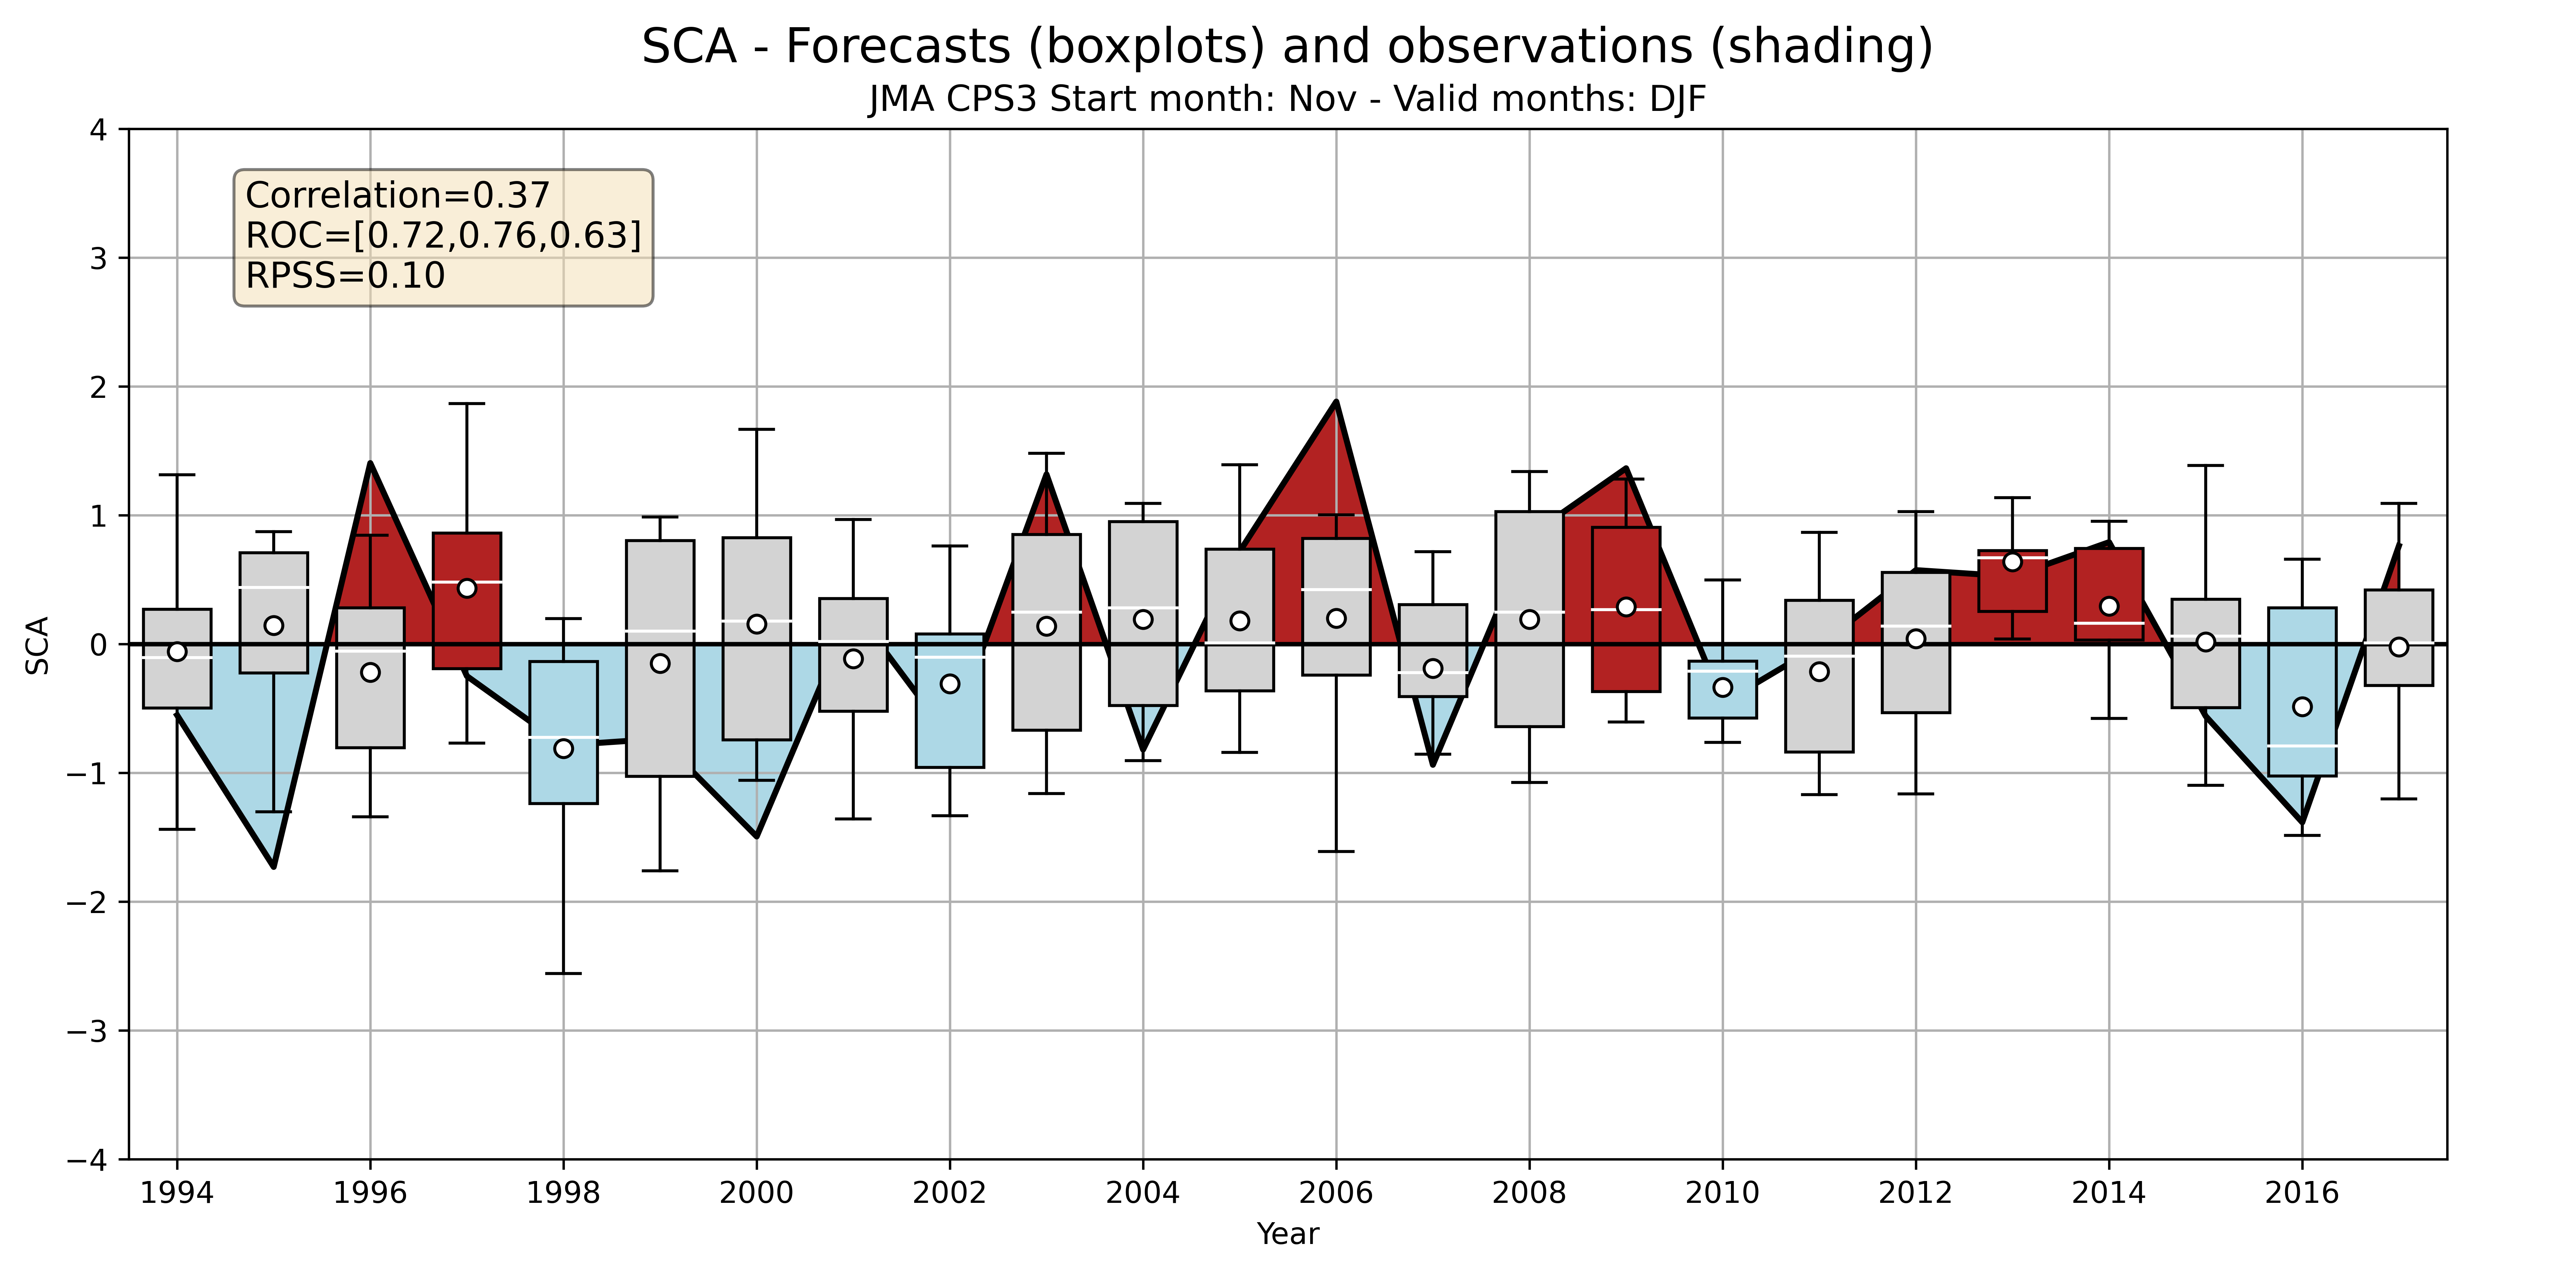 SCA - Forecasts (boxplots) and observations (shading)
JMA CPS3 Start month: Nov - Valid months: DJF
Correlation=0.37
ROC=[0.72,0.76,0.63]
RPSS=0.10
SCA
4
3
2
1
0
−1
−2
−3
−4
1994 1996 1998 2000 2002 2004 2006 2008 2010 2012 2014 2016
Year